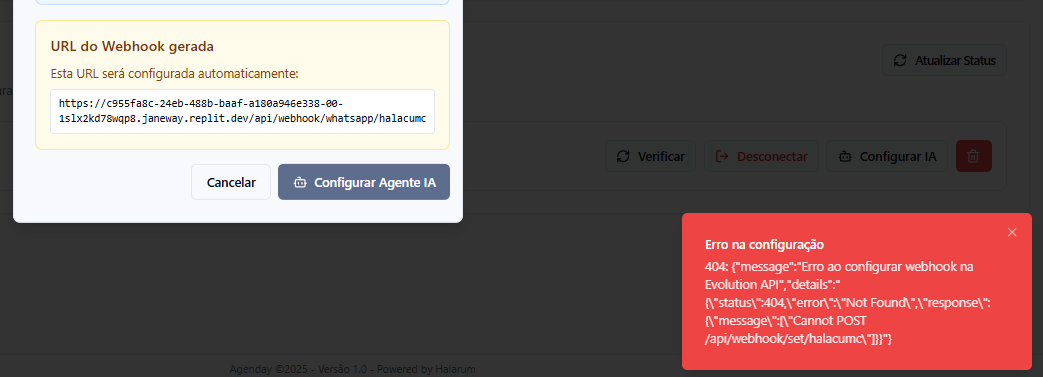 URL do Webhook gerada
Esta URL será configurada automaticamente:
https://c955fa8c-24eb-488b-baaf-a180a946e338-00-
1slx2kd78wqp8.janeway.replit.dev/api/webhook/whatsapp/halacumc
Cancelar
Configurar Agente IA
Atualizar Status
ara
Verificar
Desconectar
Configurar IA
Erro na configuração
404: {"message":"Erro ao configurar webhook na
Evolution API","details":"
{\"status\":404,\"error\":\"Not Found\",\"response\":
{\"message\":[\"Cannot POST
/api/webhook/set/halacumc\"]}}"}
Agenday ©2025 - Versão 1.0 - Powered by Halarum